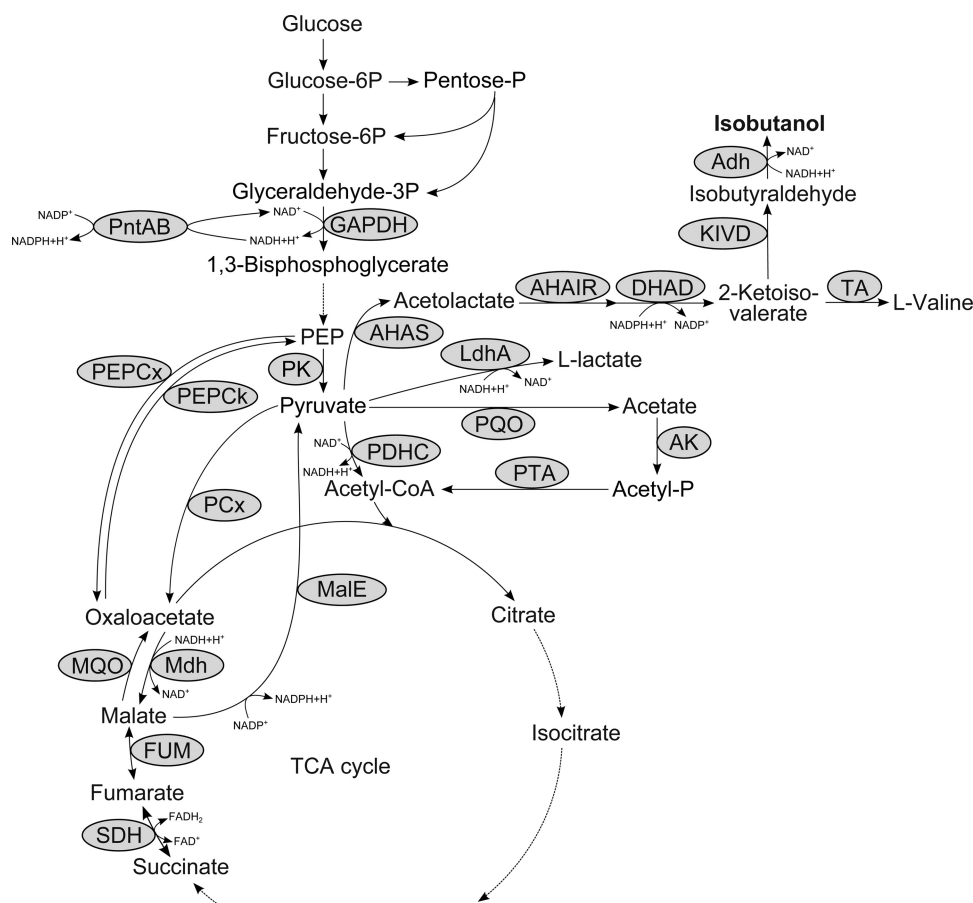 Glucose
Glucose-6P
Pentose-P
Fructose-6P
Isobutanol
Adh
NAD⁺
NADH+H⁺
Glyceraldehyde-3P
Isobutyraldehyde
NADP⁺
PntAB
NADPH+H⁺
NAD⁺
NADH+H⁺
GAPDH
KIVD
1,3-Bisphosphoglycerate
Acetolactate
AHAIR
DHAD
NADPH+H⁺
NADP⁺
2-Ketoiso-
valerate
TA
L-Valine
PEP
AHAS
PEPCx
PEPCk
PK
LdhA
NADH+H⁺
NAD⁺
L-lactate
Pyruvate
PQO
Acetate
AK
NAD⁺
NADH+H⁺
PDHC
Acetyl-CoA
PTA
Acetyl-P
PCx
MalE
Oxaloacetate
Citrate
MQO
Mdh
NADH+H⁺
NAD⁺
Malate
NADPH+H⁺
NADP⁺
Isocitrate
FUM
TCA cycle
Fumarate
SDH
FADH₂
FAD⁺
Succinate